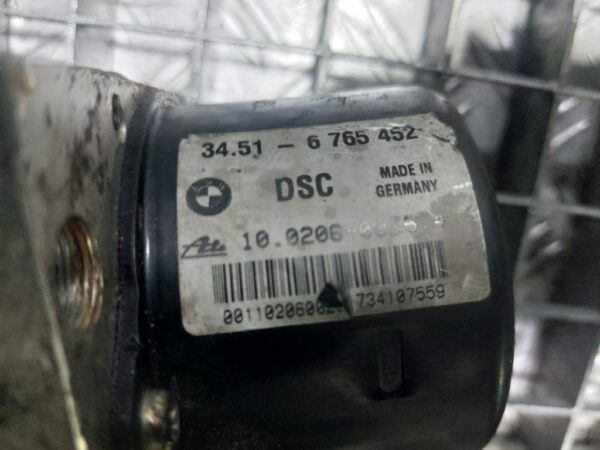 34.51 - 6 765 452
DSC
MADE IN
GERMANY
Ate
10.0206
734107559